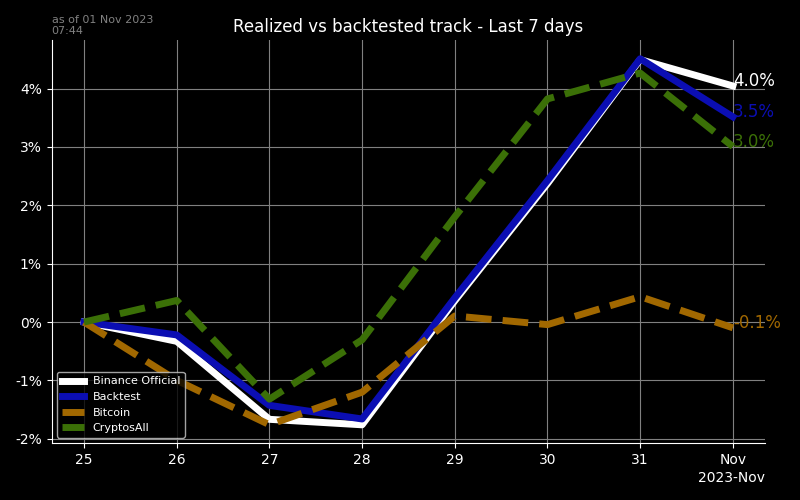 as of 01 Nov 2023
07:44
Realized vs backtested track - Last 7 days
4%
3%
2%
1%
0%
-1%
-2%
4.0%
3.5%
3.0%
-0.1%
Binance Official
Backtest
Bitcoin
CryptosAll
25 26 27 28 29 30 31 Nov
2023-Nov